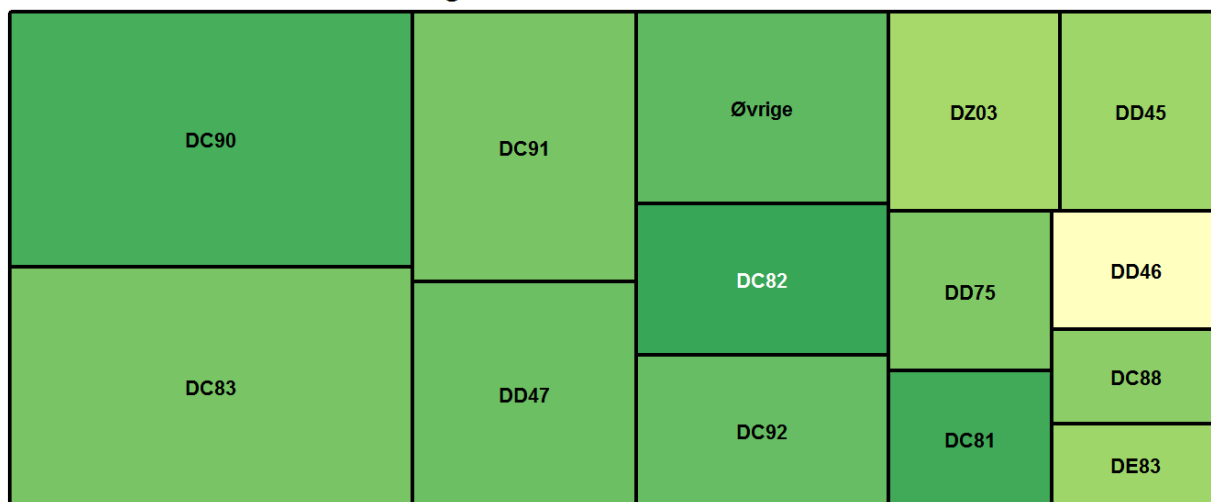 DC90
DC83
DC91
DD47
Øvrige
DC82
DC92
DZ03
DD45
DD75
DC81
DD46
DC88
DE83